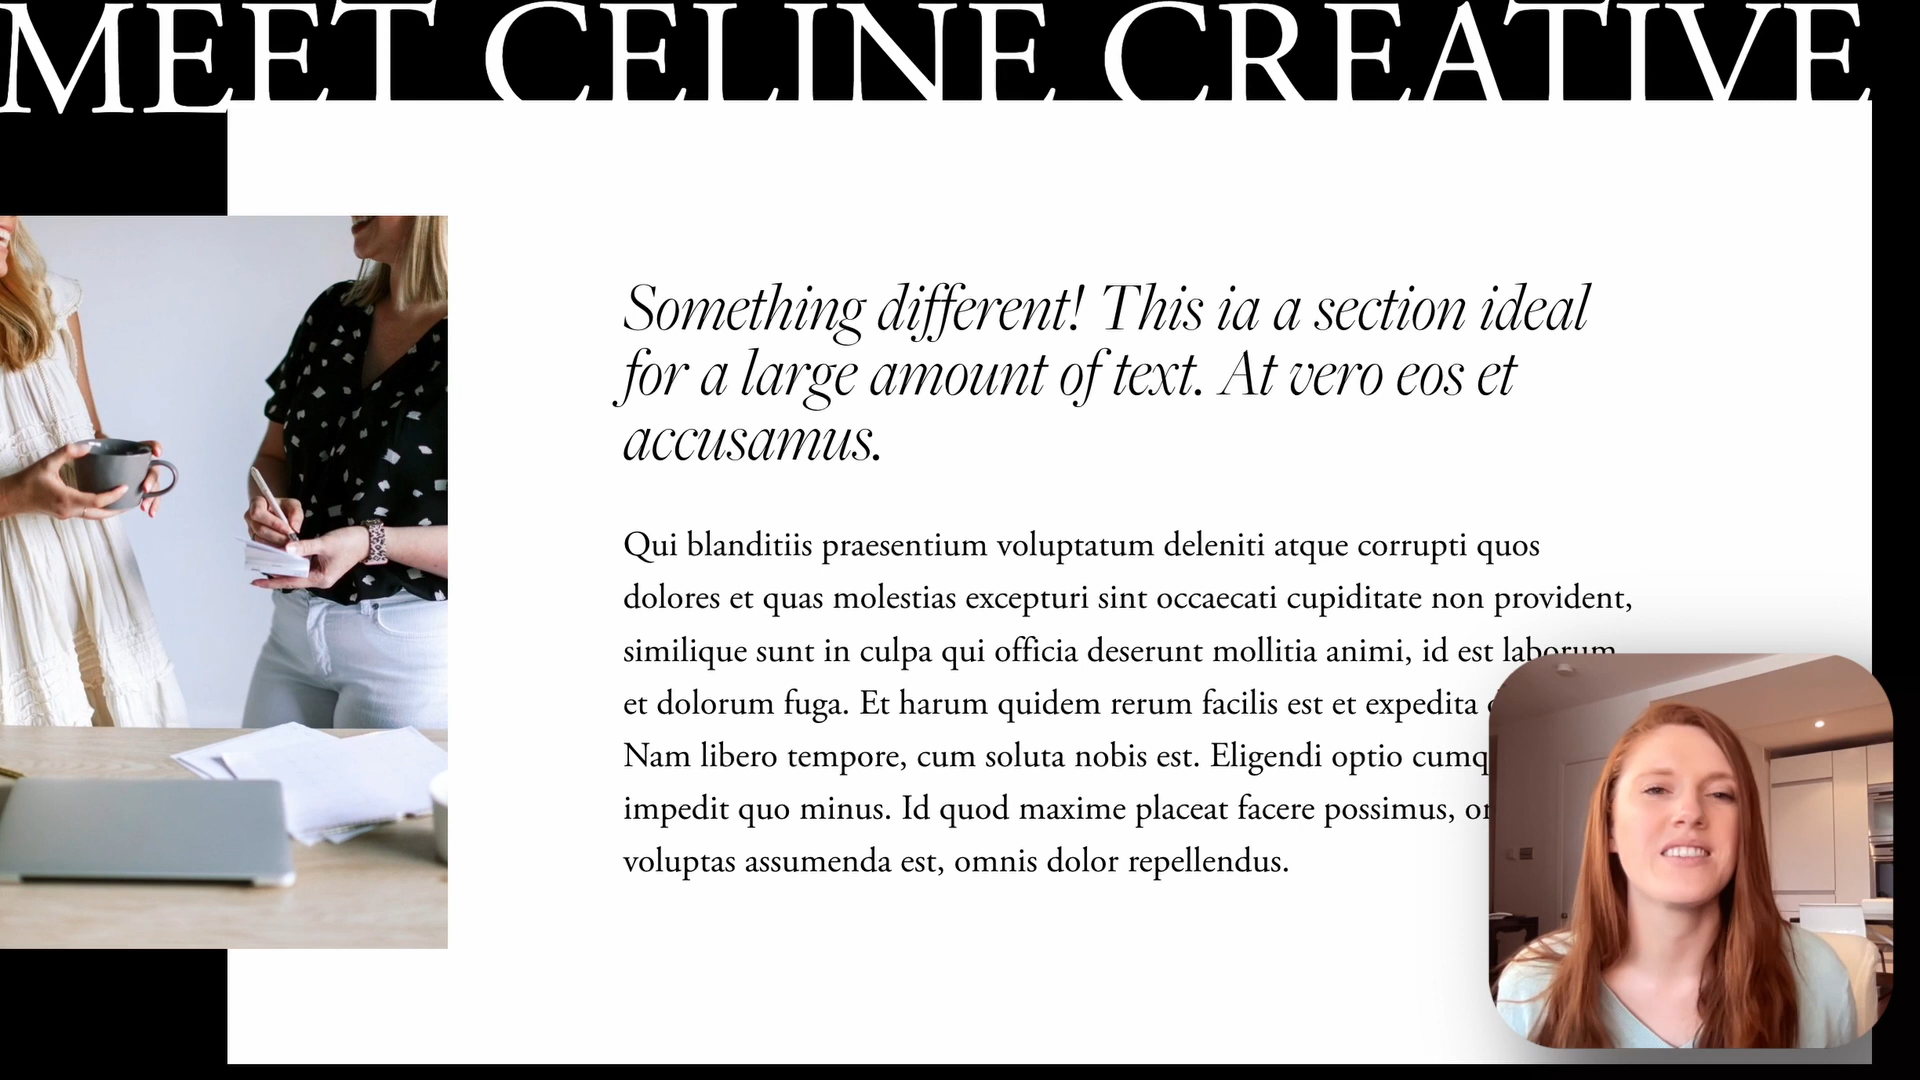 MEET CELINE CREATIVE
Something different! This ia a section ideal
for a large amount of text. At vero eos et
accusamus.
Qui blanditiis praesentium voluptatum deleniti atque corrupti quos
dolores et quas molestias excepturi sint occaecati cupiditate non provident,
similique sunt in culpa qui officia deserunt mollitia animi, id est laborum
et dolorum fuga. Et harum quidem rerum facilis est et expedita
Nam libero tempore, cum soluta nobis est. Eligendi optio
impedit quo minus. Id quod maxime placeat facere possimus,
voluptas assumenda est, omnis dolor repellendus.